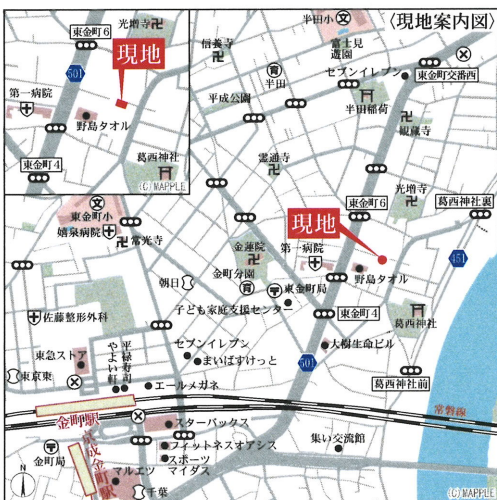 〈現地案内図〉
光増寺
東金町6
現地
501
第一病院
野島タオル
東金町4
葛西神社
(C) MAPPLE
半田小
富士見
遊園
信養寺
半田
セブンイレブン
東金町交番西
平成公園
半田稲荷
観蔵寺
霊通寺
光増寺
東金町6
葛西神社裏
東金町小
嬉泉病院
常光寺
現地
金蓮院
第一病院
金町分園
451
朝日
東金町局
野島タオル
子ども家庭支援センター
東金町4
佐藤整形外科
葛西神社
大樹生命ビル
セブンイレブン
まいばすけっと
平禄寿司
やよい軒
東急ストア
501
東京東
エールメガネ
葛西神社前
金町駅
常磐線
京成金町駅
スターバックス
フィットネスオアシス
集い交流館
金町局
スポーツ
マイダス
マルエツ
千葉
(C) MAPPLE